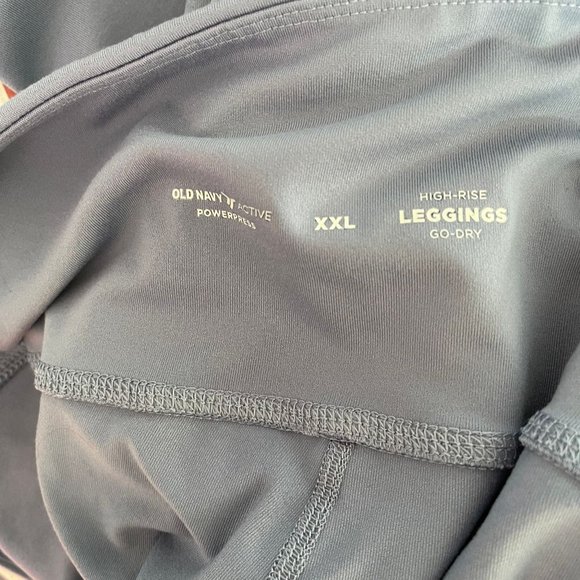 OLD NAVY ACTIVE
POWERPRESS
XXL
HIGH-RISE
LEGGINGS
GO-DRY